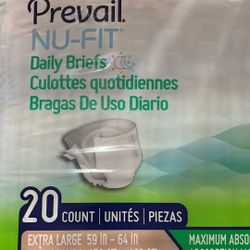 Prevail®
NU-FIT®
Daily Briefs
Culottes quotidiennes
Bragas De Uso Diario
20 COUNT | UNITÉS | PIEZAS
EXTRA LARGE 59 in - 64 in
MAXIMUM ABSO